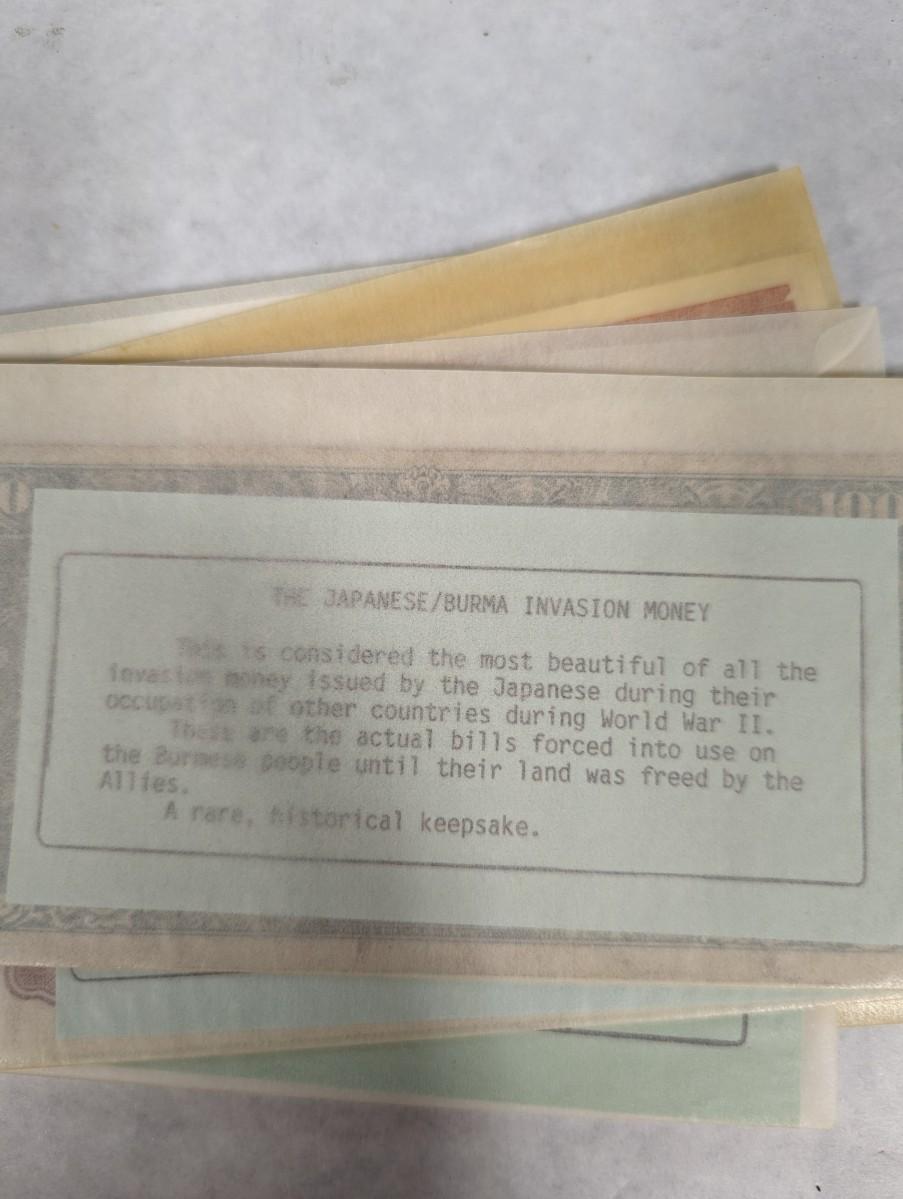 0 100
THE JAPANESE/BURMA INVASION MONEY
This is considered the most beautiful of all the
invasion money issued by the Japanese during their
occupation of other countries during World War II.
These are the actual bills forced into use on
the Burmese people until their land was freed by the
Allies.
A rare, historical keepsake.